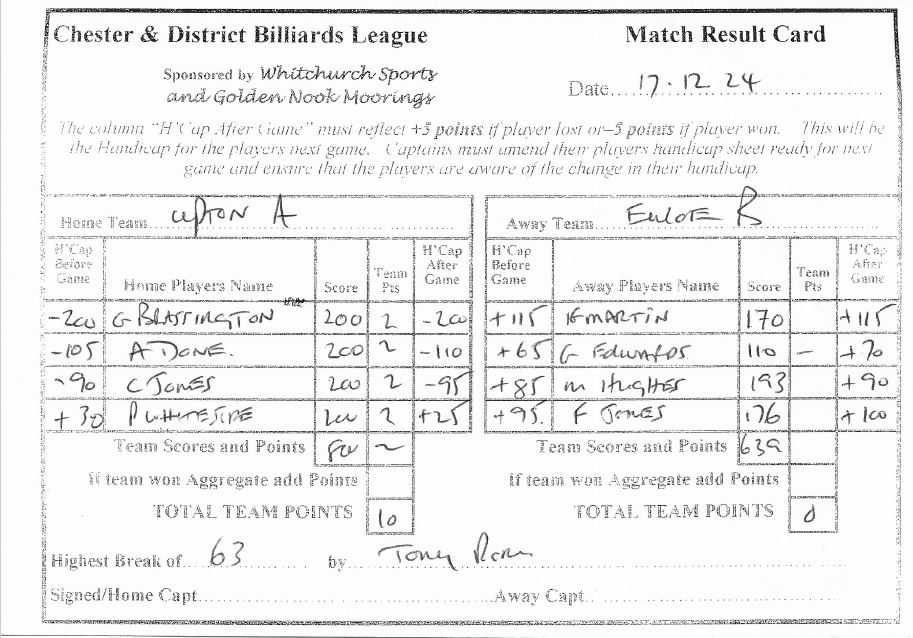 Chester & District Billiards League Match Result Card
Sponsored by Whitchurch Sports
and Golden Nook Moorings
Date 17.12.24
The column "H'Cap After Game" must reflect +5 points if player lost or–5 points if player won. This will be
the Handicap for the players next game. Captains must amend their players handicap sheet ready for next
game and ensure that the players are aware of the change in their handicap.
Home Team UPTON A Away Team EWLOE B
H'Cap Before Game Home Players Name Score Team Pts H'Cap After Game H'Cap Before Game Away Players Name Score Team Pts H'Cap After Game
-200 G BRASSINGTON 200 2 -200 +115 K MARTIN 170 +115
-105 A DONE. 200 2 -110 +65 G EDWARDS 110 – +70
-90 C JONES 200 2 -95 +85 M HUGHES 193 +90
+30 P WHITESIDE 200 2 +25 +95. F JONES 176 +100
Team Scores and Points 800 2 Team Scores and Points 639
If team won Aggregate add Points If team won Aggregate add Points
TOTAL TEAM POINTS 10 TOTAL TEAM POINTS 0
Highest Break of 63 by Tony
Signed/Home Capt Away Capt